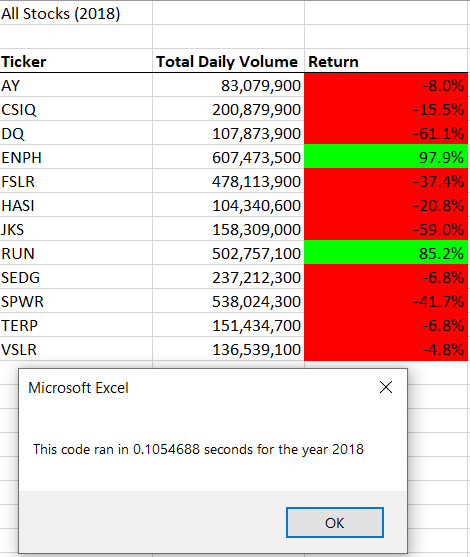 All Stocks (2018)
Ticker Total Daily Volume Return
AY 83,079,900 -8.0%
CSIQ 200,879,900 -15.5%
DQ 107,873,900 -61.1%
ENPH 607,473,500 97.9%
FSLR 478,113,900 -37.4%
HASI 104,340,600 -20.8%
JKS 158,309,000 -59.0%
RUN 502,757,100 85.2%
SEDG 237,212,300 -6.8%
SPWR 538,024,300 -41.7%
TERP 151,434,700 -6.8%
VSLR 136,539,100 -4.8%
Microsoft Excel
This code ran in 0.1054688 seconds for the year 2018
OK